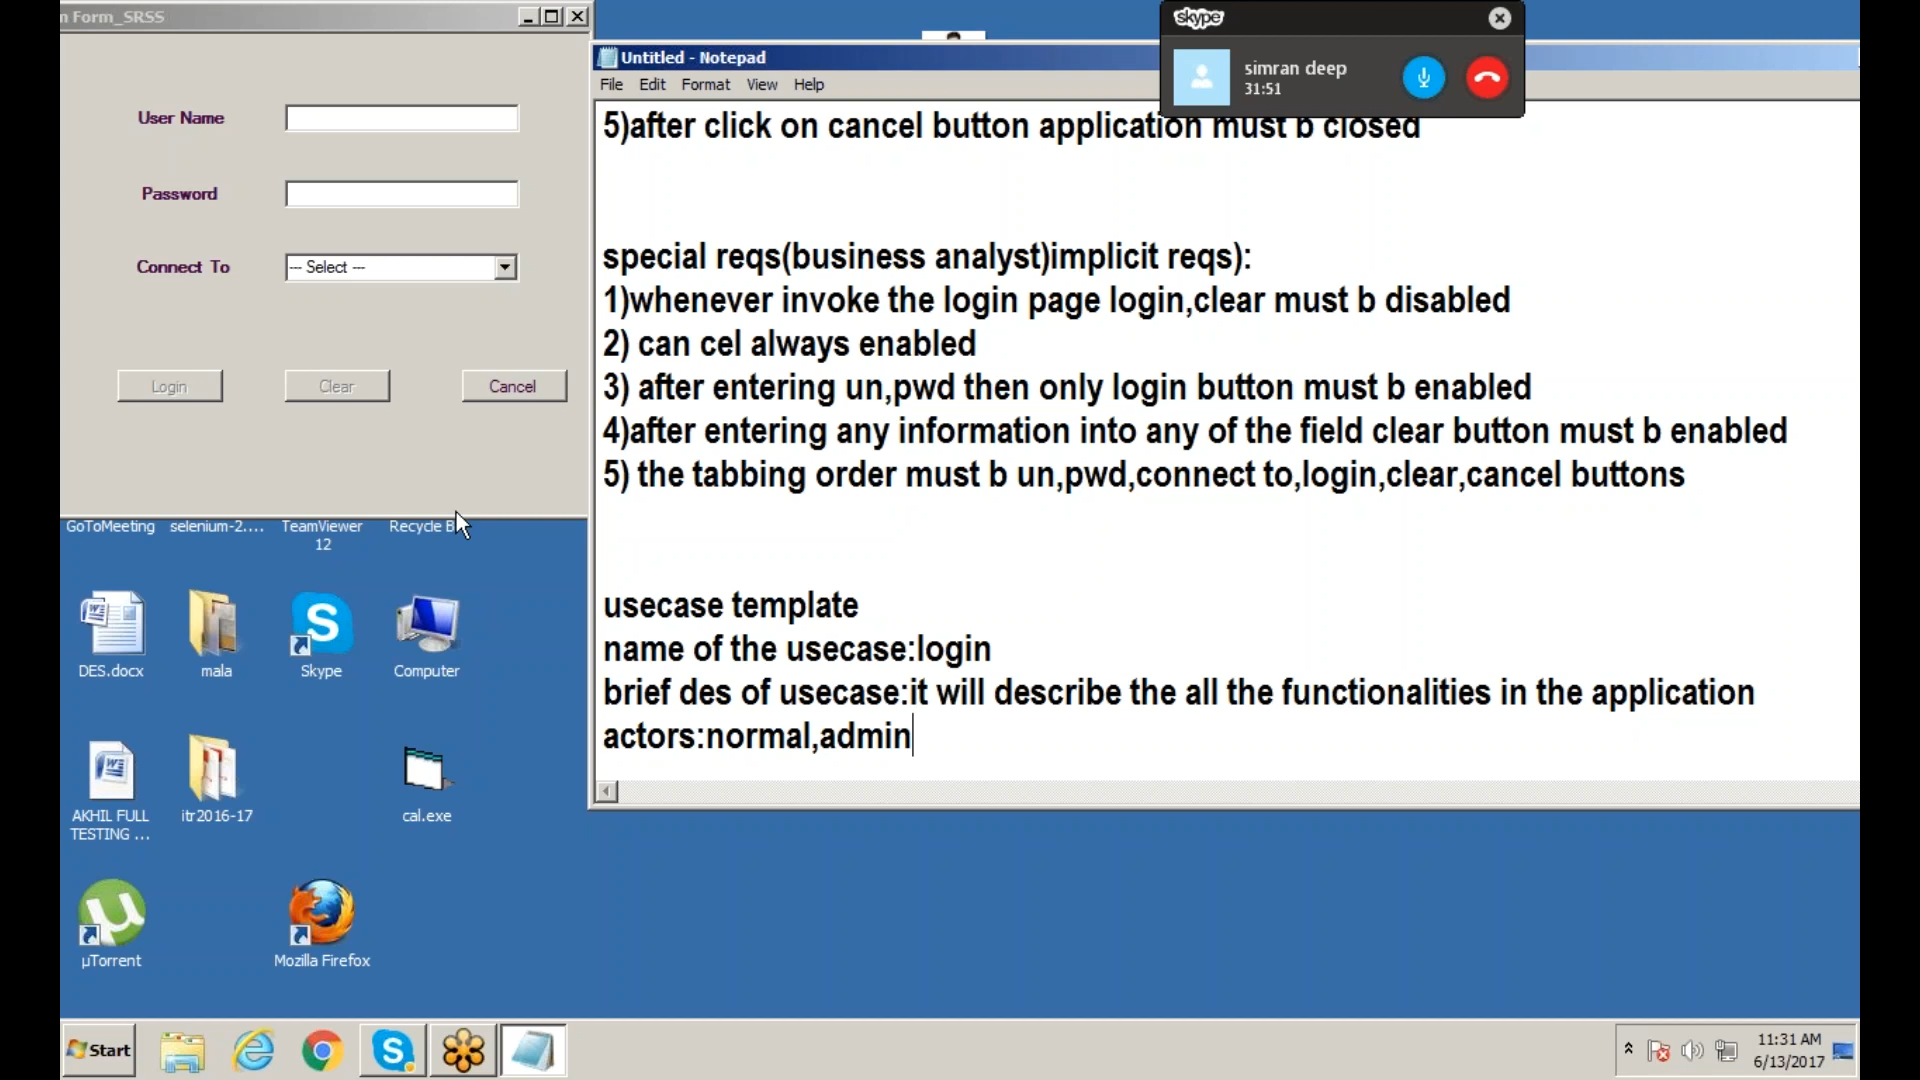 n Form_SRSS
User Name
Password
Connect To
--- Select ---
Login
Clear
Cancel
Untitled - Notepad
File Edit Format View Help
skype
simran deep
31:51
5)after click on cancel button application must b closed
special reqs(business analyst)implicit reqs):
1)whenever invoke the login page login,clear must b disabled
2) can cel always enabled
3) after entering un,pwd then only login button must b enabled
4)after entering any information into any of the field clear button must b enabled
5) the tabbing order must b un,pwd,connect to,login,clear,cancel buttons
usecase template
name of the usecase:login
brief des of usecase:it will describe the all the functionalities in the application
actors:normal,admin
GoToMeeting selenium-2.... TeamViewer 12 Recycle B
DES.docx mala Skype Computer
AKHIL FULL TESTING ... itr2016-17 cal.exe
µTorrent Mozilla Firefox
Start
11:31 AM
6/13/2017